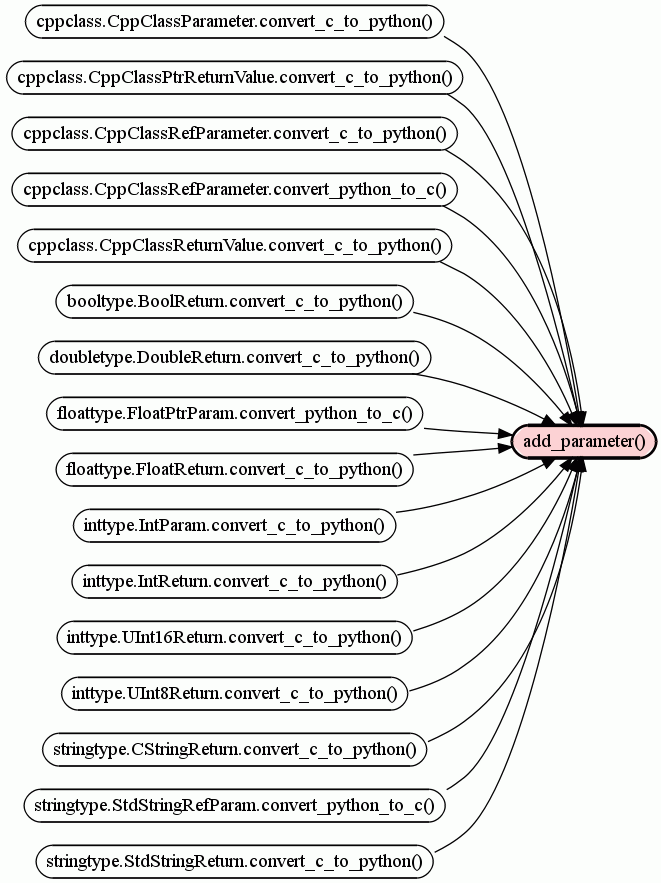 cppclass.CppClassParameter.convert_c_to_python()
cppclass.CppClassPtrReturnValue.convert_c_to_python()
cppclass.CppClassRefParameter.convert_c_to_python()
cppclass.CppClassRefParameter.convert_python_to_c()
cppclass.CppClassReturnValue.convert_c_to_python()
booltype.BoolReturn.convert_c_to_python()
doubletype.DoubleReturn.convert_c_to_python()
floattype.FloatPtrParam.convert_python_to_c()
add_parameter()
floattype.FloatReturn.convert_c_to_python()
inttype.IntParam.convert_c_to_python()
inttype.IntReturn.convert_c_to_python()
inttype.UInt16Return.convert_c_to_python()
inttype.UInt8Return.convert_c_to_python()
stringtype.CStringReturn.convert_c_to_python()
stringtype.StdStringRefParam.convert_python_to_c()
stringtype.StdStringReturn.convert_c_to_python()